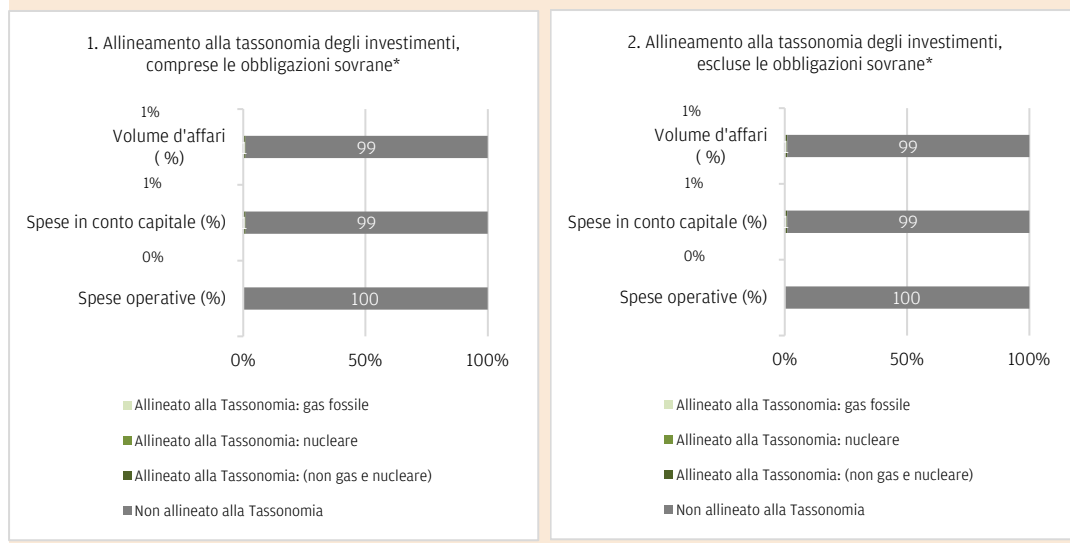 1. Allineamento alla tassonomia degli investimenti,
comprese le obbligazioni sovrane*
1%
Volume d'affari
( %)
1
99
1%
Spese in conto capitale (%)
1
99
0%
Spese operative (%)
100
0%
50%
100%
Allineato alla Tassonomia: gas fossile
Allineato alla Tassonomia: nucleare
Allineato alla Tassonomia: (non gas e nucleare)
Non allineato alla Tassonomia
2. Allineamento alla tassonomia degli investimenti,
escluse le obbligazioni sovrane*
1%
Volume d'affari
( %)
1
99
1%
Spese in conto capitale (%)
1
99
0%
Spese operative (%)
100
0%
50%
100%
Allineato alla Tassonomia: gas fossile
Allineato alla Tassonomia: nucleare
Allineato alla Tassonomia: (non gas e nucleare)
Non allineato alla Tassonomia